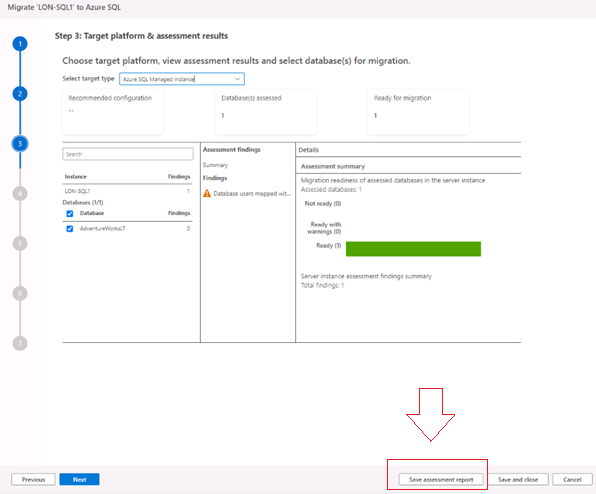 Migrate 'LON-SQL1' to Azure SQL
1
2
3
4
5
6
7
Step 3: Target platform & assessment results
Choose target platform, view assessment results and select database(s) for migration.
Select target type
Azure SQL Managed Instance
Recommended configuration
--
Database(s) assessed
1
Ready for migration
1
Search
Instance Findings
LON-SQL1 1
Databases (1/1)
Database Findings
AdventureWorksLT 0
Assessment findings
Summary
Findings
Database users mapped wit...
Details
Assessment summary
Migration readiness of assessed databases in the server instance
Assessed databases: 1
Not ready (0)
Ready with
warnings (0)
Ready (1)
Server instance assessment findings summary
Total findings: 1
Previous
Next
Save assessment report
Save and close
Cancel